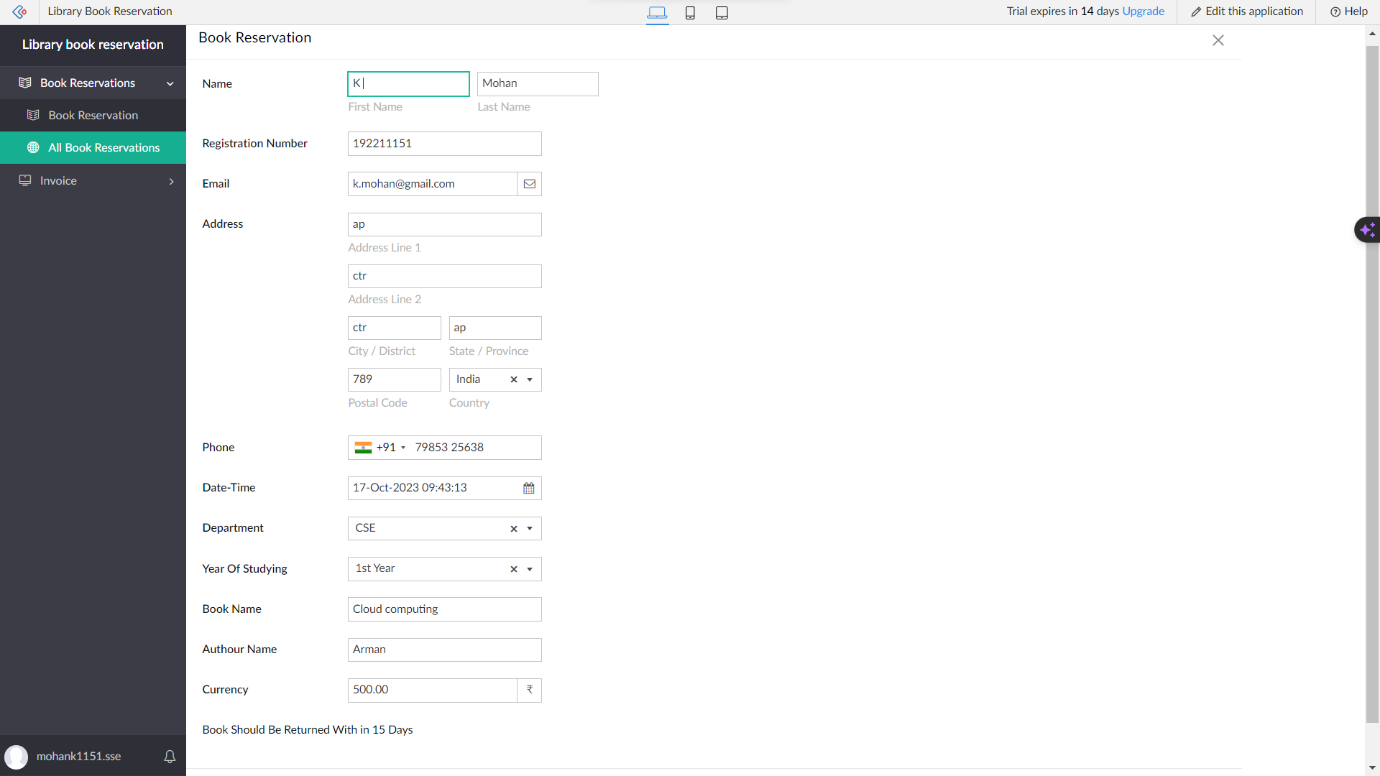 Library Book Reservation
Trial expires in 14 days Upgrade
Edit this application
Help
Library book reservation
Book Reservations
Book Reservation
All Book Reservations
Invoice
mohank1151.sse
Book Reservation
Name
K
Mohan
First Name
Last Name
Registration Number
192211151
Email
k.mohan@gmail.com
Address
ap
Address Line 1
ctr
Address Line 2
ctr
ap
City / District
State / Province
789
India
Postal Code
Country
Phone
+91
79853 25638
Date-Time
17-Oct-2023 09:43:13
Department
CSE
Year Of Studying
1st Year
Book Name
Cloud computing
Authour Name
Arman
Currency
500.00
₹
Book Should Be Returned With in 15 Days